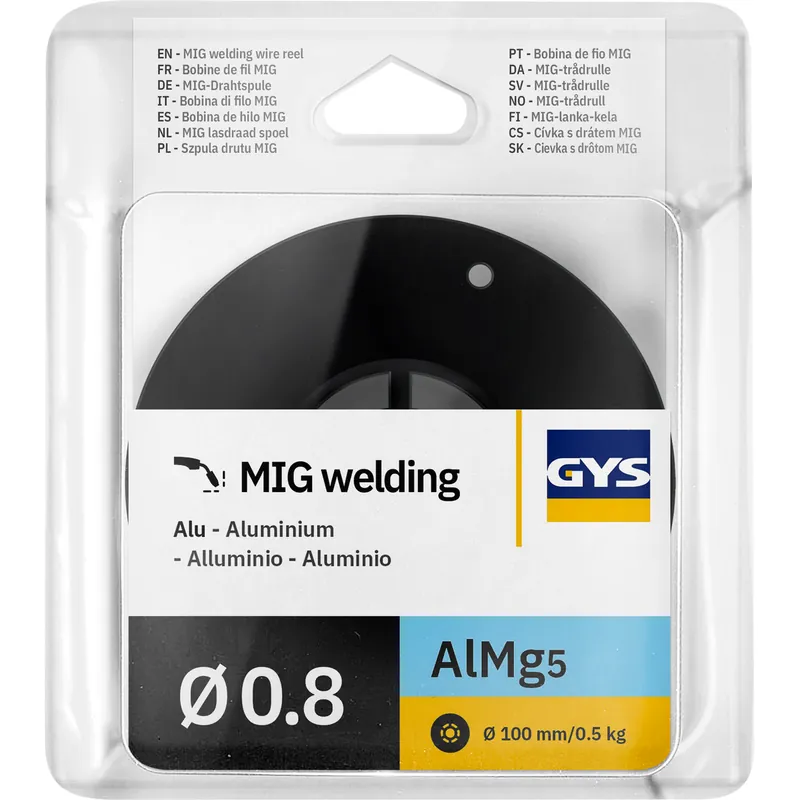 EN - MIG welding wire reel
FR - Bobine de fil MIG
DE - MIG-Drahtspule
IT - Bobina di filo MIG
ES - Bobina de hilo MIG
NL - MIG lasdraad spoel
PL - Szpula drutu MIG
PT - Bobina de fio MIG
DA - MIG-trådrulle
SV - MIG-trådrulle
NO - MIG-trådrull
FI - MIG-lanka-kela
CS - Cívka s drátem MIG
SK - Cievka s drôtom MIG
MIG welding
GYS
Alu - Aluminium
- Alluminio - Aluminio
Ø 0.8
AlMg5
Ø 100 mm/0.5 kg